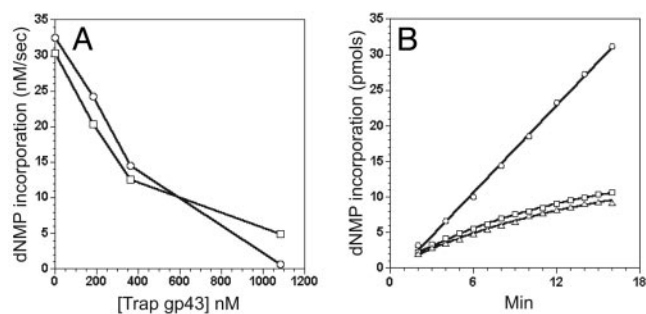 A
dNMP incorporation (nM/sec)
35
30
25
20
15
10
5
0
0 200 400 600 800 1000 1200
[Trap gp43] nM
B
dNMP incorporation (pmols)
35
30
25
20
15
10
5
0
0 6 12 18
Min